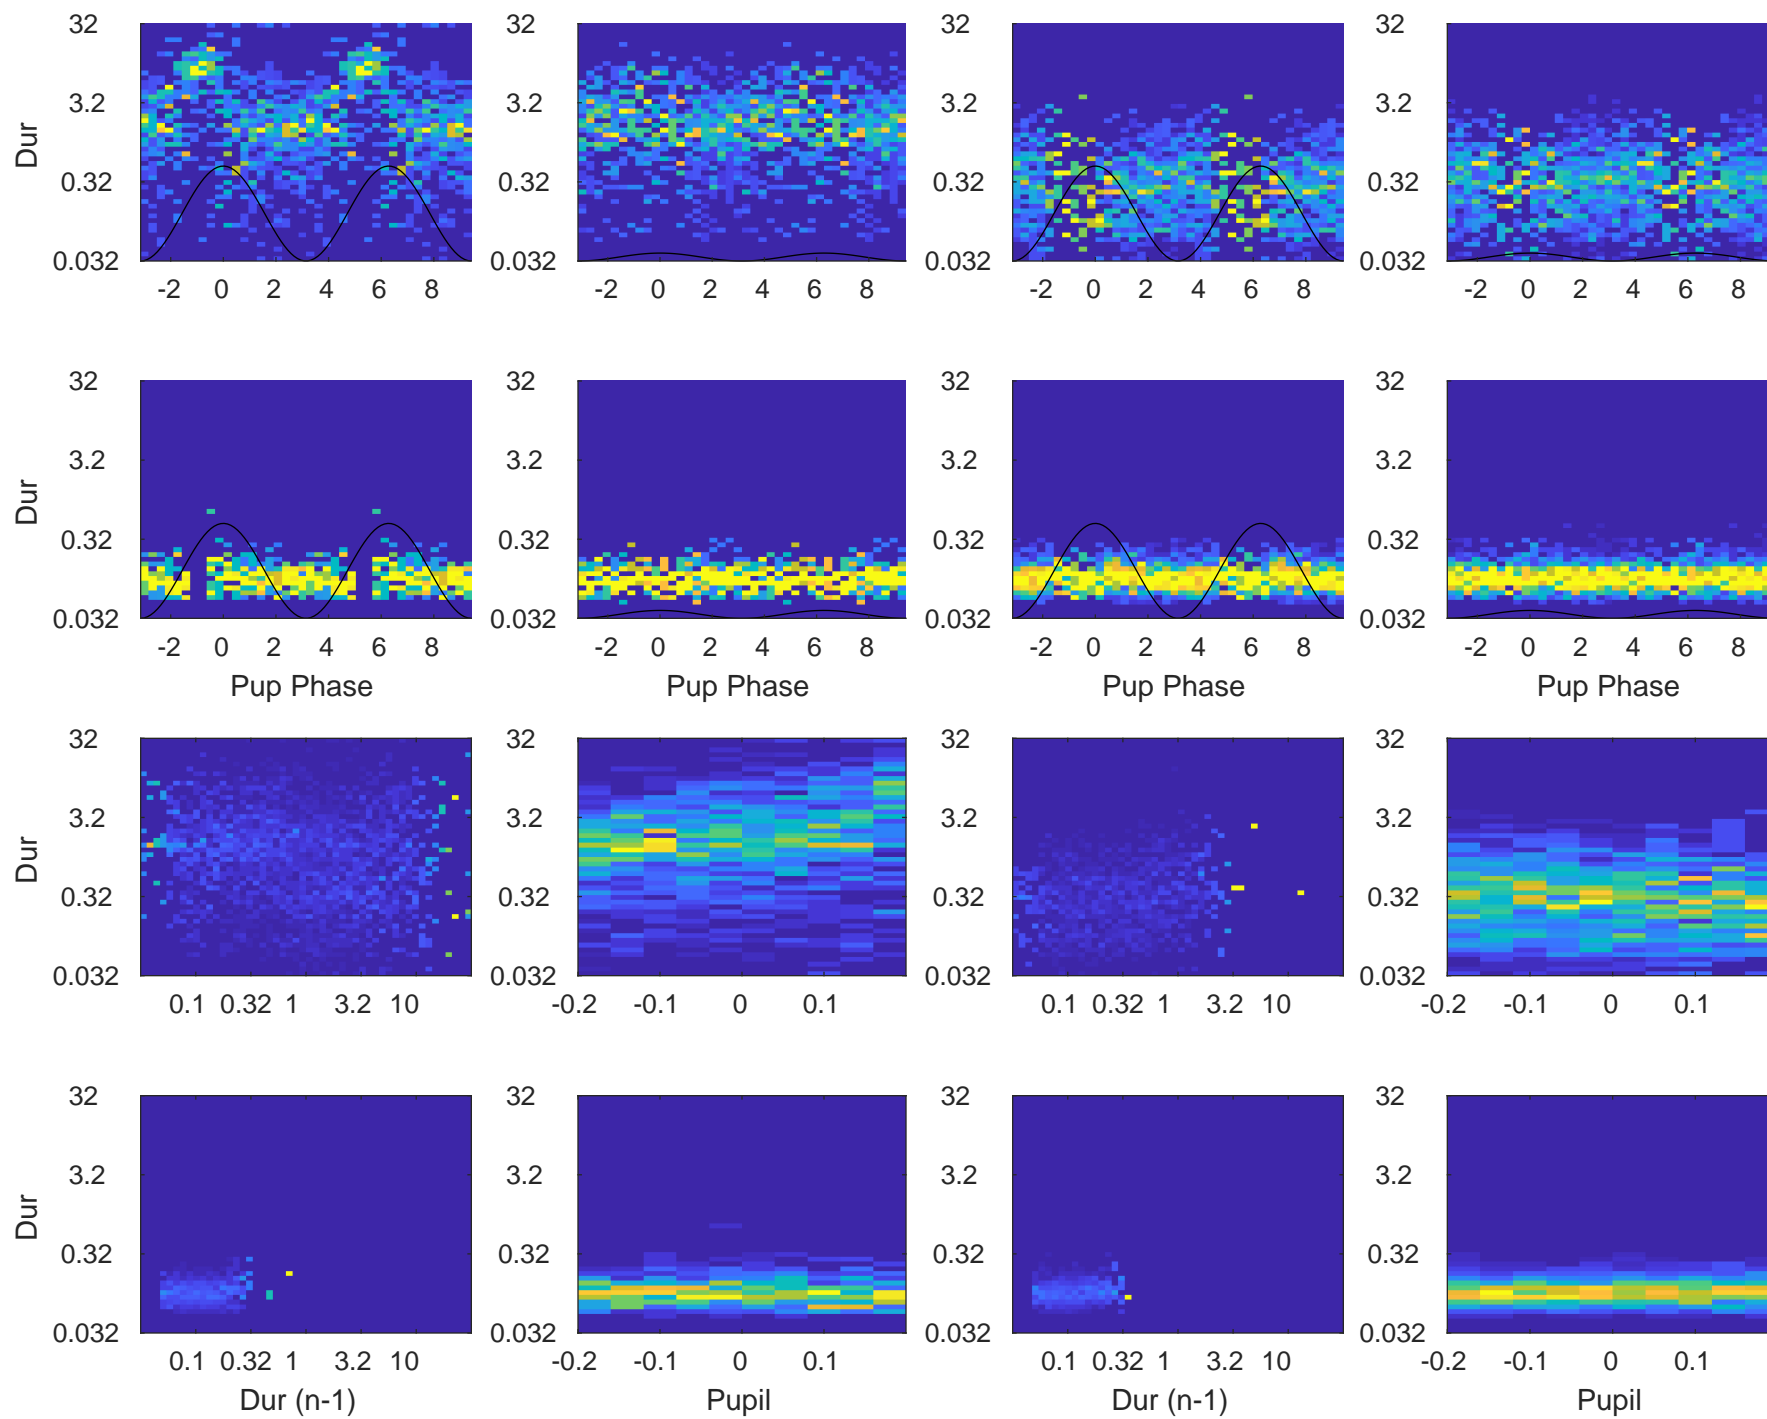 32 32 32 32
Dur 3.2 3.2 3.2 3.2
0.32 0.32 0.32 0.32
0.032 0.032 0.032 0.032
-2 0 2 4 6 8 -2 0 2 4 6 8 -2 0 2 4 6 8 -2 0 2 4 6 8
32 32 32 32
Dur 3.2 3.2 3.2 3.2
0.32 0.32 0.32 0.32
0.032 0.032 0.032 0.032
-2 0 2 4 6 8 -2 0 2 4 6 8 -2 0 2 4 6 8 -2 0 2 4 6 8
Pup Phase Pup Phase Pup Phase Pup Phase
32 32 32 32
Dur 3.2 3.2 3.2 3.2
0.32 0.32 0.32 0.32
0.032 0.032 0.032 0.032
0.1 0.32 1 3.2 10 -0.2 -0.1 0 0.1 0.1 0.32 1 3.2 10 -0.2 -0.1 0 0.1
32 32 32 32
Dur 3.2 3.2 3.2 3.2
0.32 0.32 0.32 0.32
0.032 0.032 0.032 0.032
0.1 0.32 1 3.2 10 -0.2 -0.1 0 0.1 0.1 0.32 1 3.2 10 -0.2 -0.1 0 0.1
Dur (n-1) Pupil Dur (n-1) Pupil